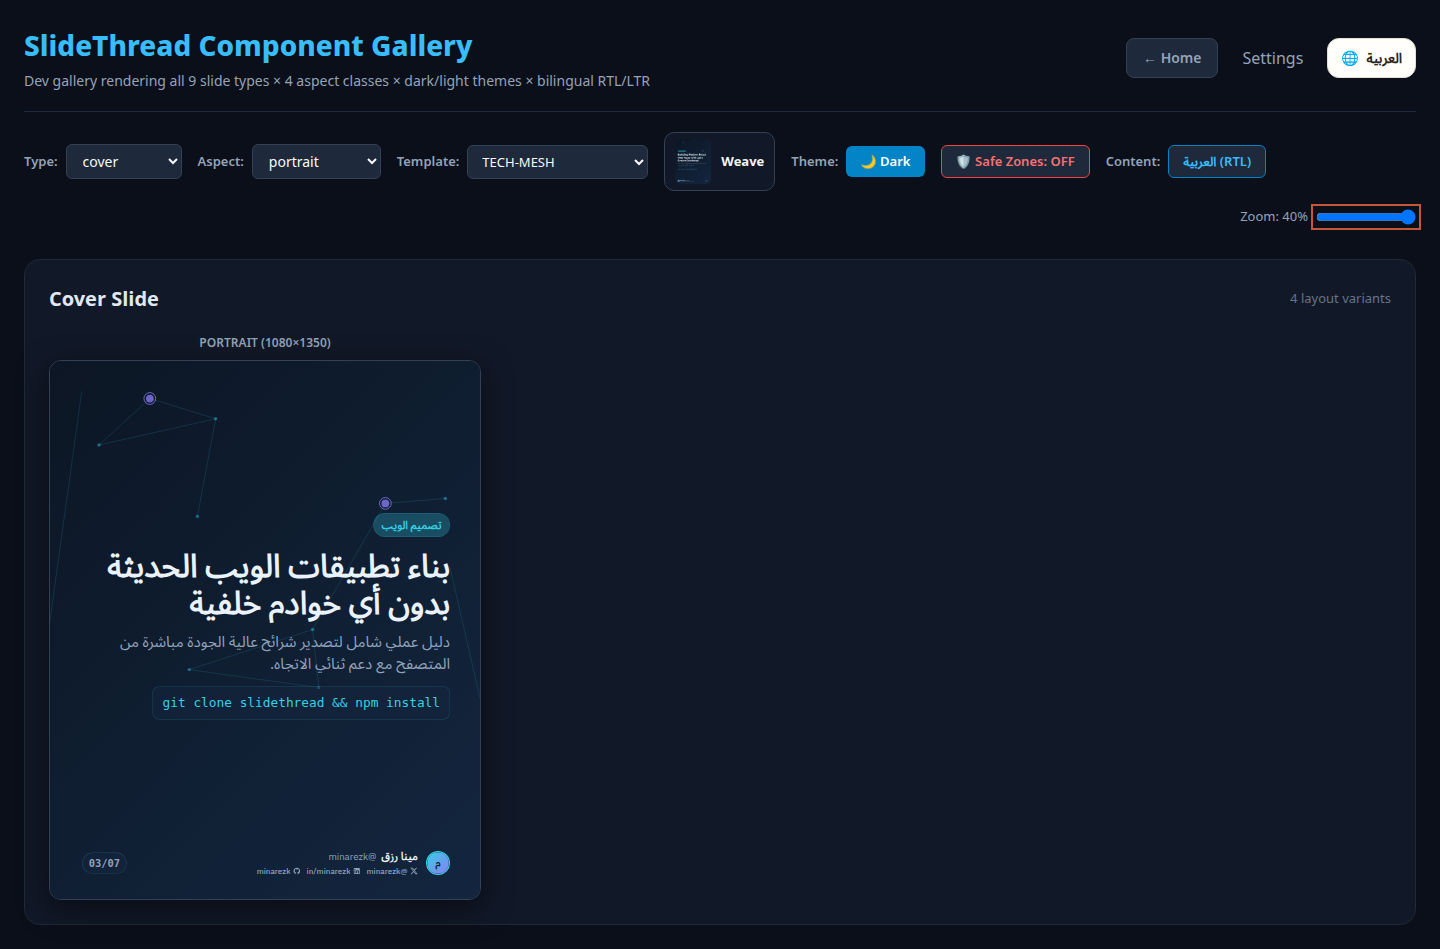 SlideThread Component Gallery
Dev gallery rendering all 9 slide types × 4 aspect classes × dark/light themes × bilingual RTL/LTR
← Home
Settings
🌐 العربية
Type: cover
Aspect: portrait
Template: TECH-MESH
Weave
Theme: 🌙 Dark
🛡️ Safe Zones: OFF
Content: العربية (RTL)
Zoom: 40%
Cover Slide
4 layout variants
PORTRAIT (1080×1350)
تصميم الويب
بناء تطبيقات الويب الحديثة
بدون أي خوادم خلفية
دليل عملي شامل لتصدير شرائح عالية الجودة مباشرة من
المتصفح مع دعم ثنائي الاتجاه.
git clone slidethread && npm install
م
مينا رزق @minarezk
@minarezk in/minarezk minarezk
03/07